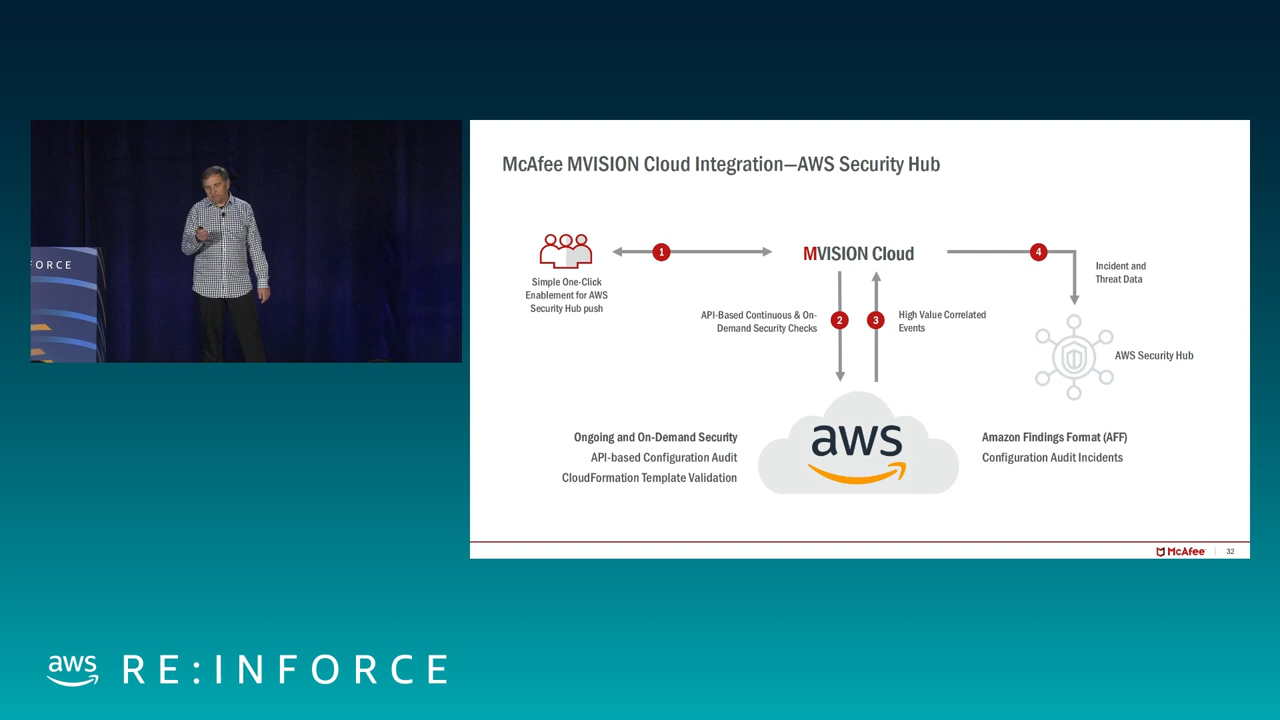 McAfee MVISION Cloud Integration—AWS Security Hub
1
MVISION Cloud
4
Simple One-Click
Enablement for AWS
Security Hub push
Incident and
Threat Data
API-Based Continuous & On-
Demand Security Checks
2
3
High Value Correlated
Events
AWS Security Hub
aws
Ongoing and On-Demand Security
API-based Configuration Audit
CloudFormation Template Validation
Amazon Findings Format (AFF)
Configuration Audit Incidents
McAfee
32
FORCE
aws RE:INFORCE